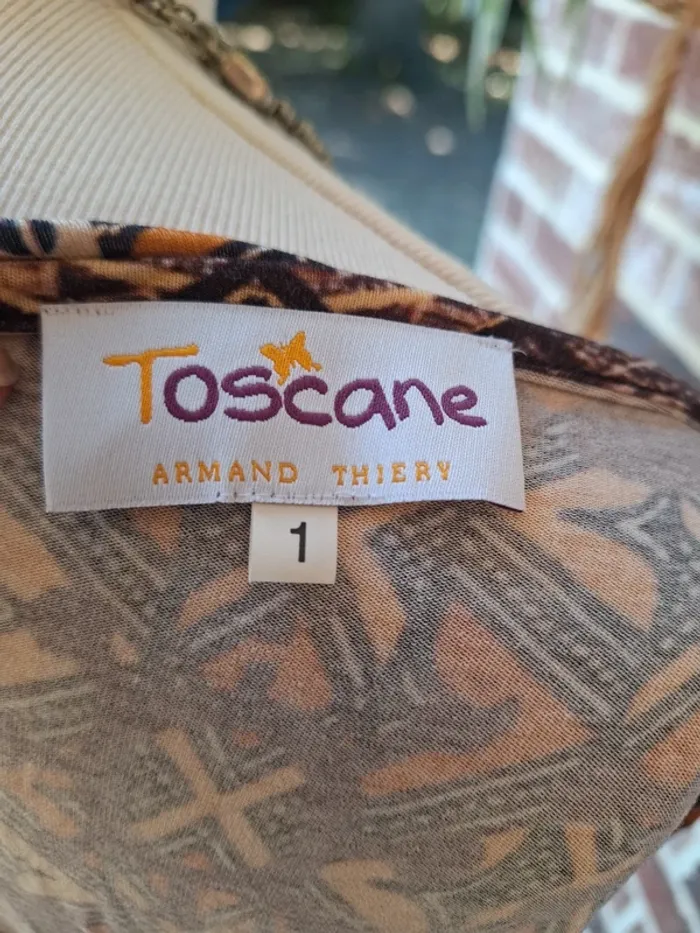 Toscane
ARMAND THIERY
1